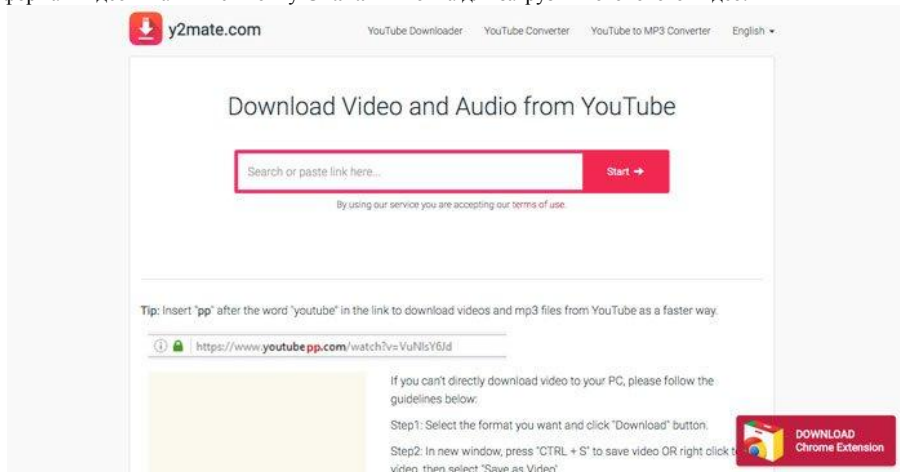 y2mate.com
YouTube Downloader YouTube Converter YouTube to MP3 Converter English
Download Video and Audio from YouTube
Search or paste link here...
Start →
By using our service you are accepting our terms of use.
Tip: Insert "pp" after the word "youtube" in the link to download videos and mp3 files from YouTube as a faster way.
https://www.youtubepp.com/watch?v=VuNIsY6Jd
If you can't directly download video to your PC, please follow the
guidelines below:
Step1: Select the format you want and click "Download" button.
Step2: In new window, press "CTRL + S" to save video OR right click
video, then select "Save as Video"
DOWNLOAD
Chrome Extension